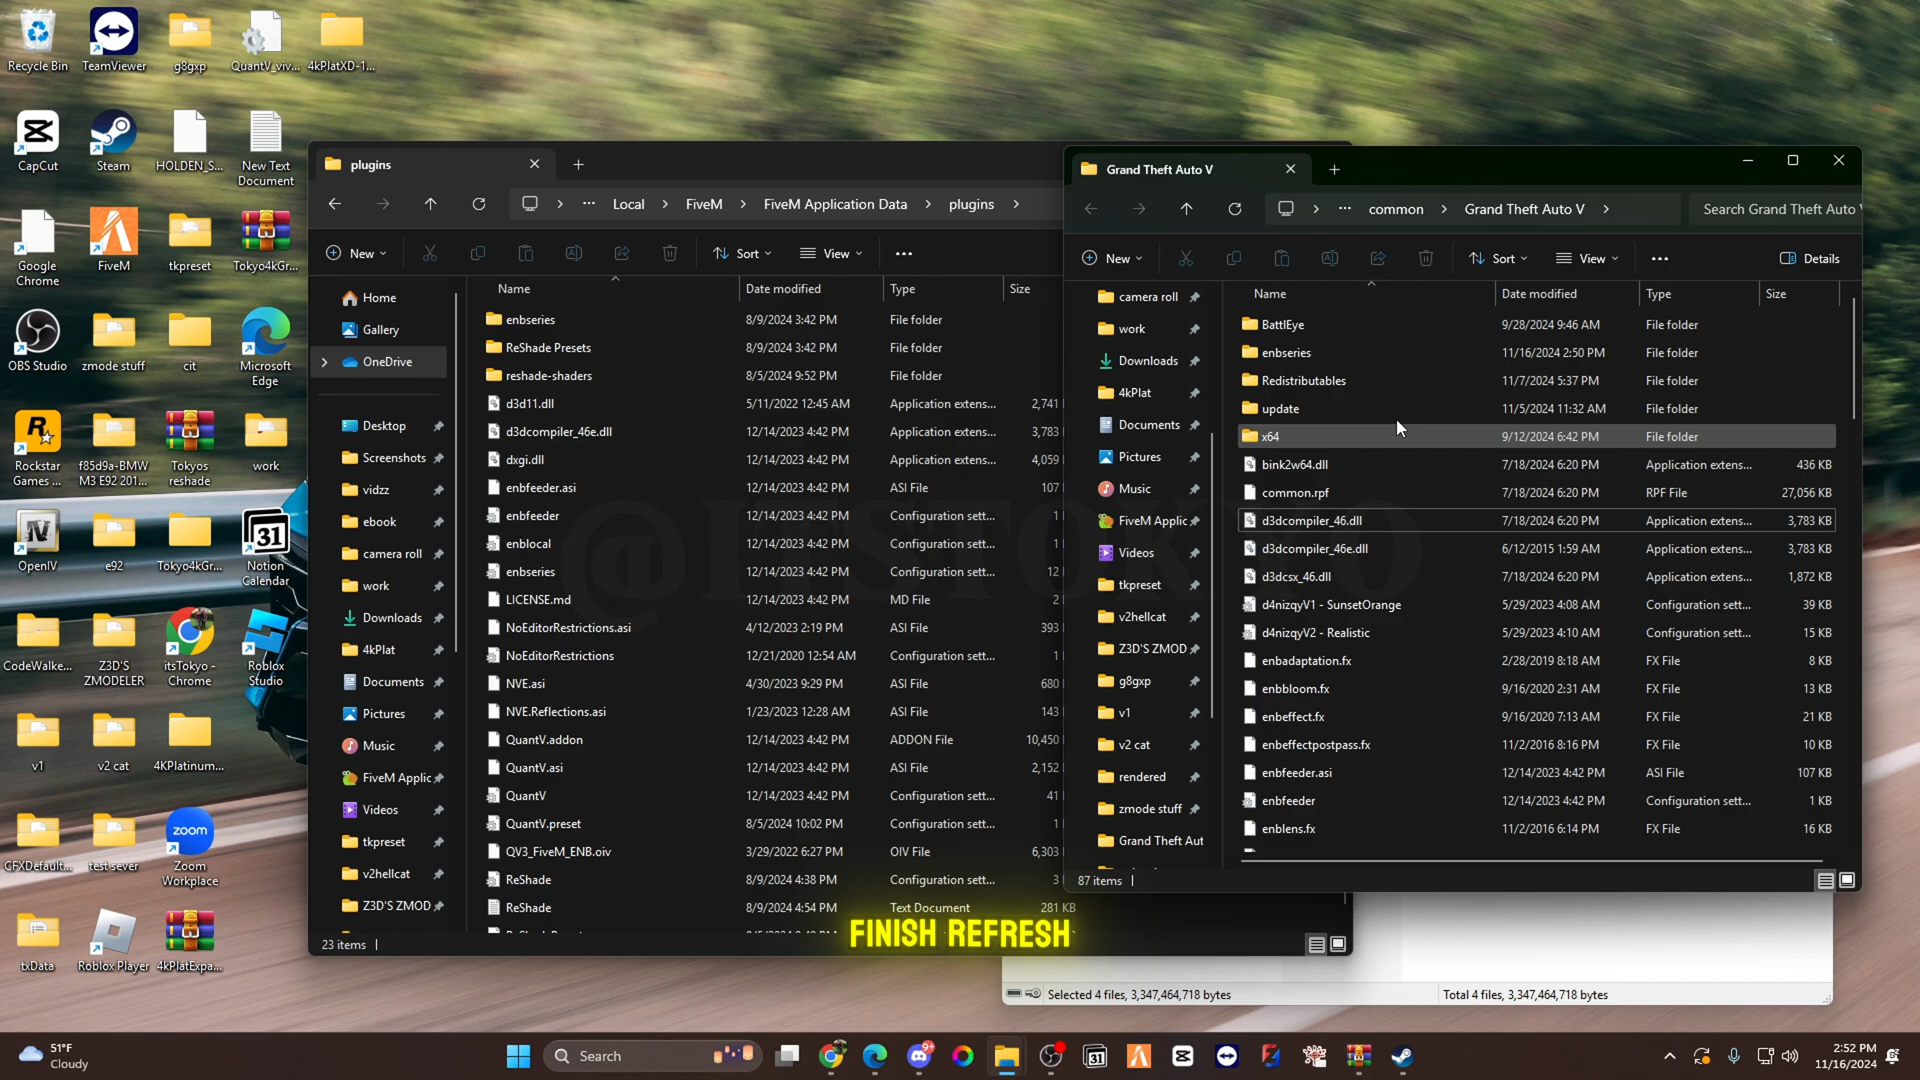 Recycle Bin
TeamViewer
g8gxp
QuantV_viv...
4kPlatXD-1...
CapCut
Steam
HOLDEN_S...
New Text Document
Google Chrome
FiveM
tkpreset
Tokyo4kGr...
OBS Studio
zmode stuff
cit
Microsoft Edge
Rockstar Games ...
f85d9a-BMW M3 E92 201...
Tokyos reshade
work
OpenIV
e92
Tokyo4kGr...
Notion Calendar
CodeWalke...
Z3D'S ZMODELER
itsTokyo - Chrome
Roblox Studio
v1
v2 cat
4KPlatinum...
CFXDefault...
test sever
zoom
Zoom Workplace
txData
Roblox Player
4kPlatExpa...
plugins
Local > FiveM > FiveM Application Data > plugins >
New
Sort
View
Home
Gallery
OneDrive
Desktop
Screenshots
vidzz
ebook
camera roll
work
Downloads
4kPlat
Documents
Pictures
Music
FiveM Applic
Videos
tkpreset
v2hellcat
Z3D'S ZMOD
Name Date modified Type Size
enbseries 8/9/2024 3:42 PM File folder
ReShade Presets 8/9/2024 3:42 PM File folder
reshade-shaders 8/5/2024 9:52 PM File folder
d3d11.dll 5/11/2022 12:45 AM Application extens... 2,741
d3dcompiler_46e.dll 12/14/2023 4:42 PM Application extens... 3,783
dxgi.dll 12/14/2023 4:42 PM Application extens... 4,059
enbfeeder.asi 12/14/2023 4:42 PM ASI File 107
enbfeeder 12/14/2023 4:42 PM Configuration sett... 1
enblocal 12/14/2023 4:42 PM Configuration sett... 1
enbseries 12/14/2023 4:42 PM Configuration sett... 12
LICENSE.md 12/14/2023 4:42 PM MD File 2
NoEditorRestrictions.asi 4/12/2023 2:19 PM ASI File 393
NoEditorRestrictions 12/21/2020 12:54 AM Configuration sett... 1
NVE.asi 4/30/2023 9:29 PM ASI File 680
NVE.Reflections.asi 1/23/2023 12:28 AM ASI File 143
QuantV.addon 12/14/2023 4:42 PM ADDON File 10,450
QuantV.asi 12/14/2023 4:42 PM ASI File 2,152
QuantV 12/14/2023 4:42 PM Configuration sett... 41
QuantV.preset 8/5/2024 10:02 PM Configuration sett... 1
QV3_FiveM_ENB.oiv 3/29/2022 6:27 PM OIV File 6,303
ReShade 8/9/2024 4:38 PM Configuration sett... 3
ReShade 8/9/2024 4:54 PM Text Document 281 KB
23 items
Grand Theft Auto V
common > Grand Theft Auto V >
Search Grand Theft Auto V
New
Sort
View
Details
camera roll
work
Downloads
4kPlat
Documents
Pictures
Music
FiveM Applic
Videos
tkpreset
v2hellcat
Z3D'S ZMOD
g8gxp
v1
v2 cat
rendered
zmode stuff
Grand Theft Aut
Name Date modified Type Size
BattlEye 9/28/2024 9:46 AM File folder
enbseries 11/16/2024 2:50 PM File folder
Redistributables 11/7/2024 5:37 PM File folder
update 11/5/2024 11:32 AM File folder
x64 9/12/2024 6:42 PM File folder
bink2w64.dll 7/18/2024 6:20 PM Application extens... 436 KB
common.rpf 7/18/2024 6:20 PM RPF File 27,056 KB
d3dcompiler_46.dll 7/18/2024 6:20 PM Application extens... 3,783 KB
d3dcompiler_46e.dll 6/12/2015 1:59 AM Application extens... 3,783 KB
d3dcsx_46.dll 7/18/2024 6:20 PM Application extens... 1,872 KB
d4nizqyV1 - SunsetOrange 5/29/2023 4:08 AM Configuration sett... 39 KB
d4nizqyV2 - Realistic 5/29/2023 4:10 AM Configuration sett... 15 KB
enbadaptation.fx 2/28/2019 8:18 AM FX File 8 KB
enbbloom.fx 9/16/2020 2:31 AM FX File 13 KB
enbeffect.fx 9/16/2020 7:13 AM FX File 21 KB
enbeffectpostpass.fx 11/2/2016 8:16 PM FX File 10 KB
enbfeeder.asi 12/14/2023 4:42 PM ASI File 107 KB
enbfeeder 12/14/2023 4:42 PM Configuration sett... 1 KB
enblens.fx 11/2/2016 6:14 PM FX File 16 KB
87 items
@ITSTOKYO
FINISH REFRESH
Selected 4 files, 3,347,464,718 bytes
Total 4 files, 3,347,464,718 bytes
51°F
Cloudy
Search
2:52 PM
11/16/2024